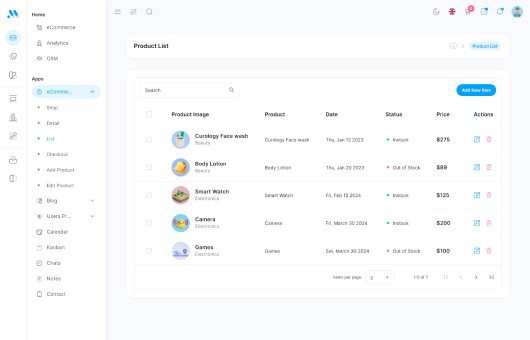 Home
eCommerce
Analytics
CRM
Apps
eComme...
Shop
Detail
List
Checkout
Add Product
Edit Product
Blog
Users Pr...
Calendar
Kanban
Chats
Notes
Contact
Product List
/ Product List
Search
Add New Item
Product Image Product Date Status Price Actions
Curology Face wash Curology Face wash Thu, Jan 12 2023 Instock $275
Beauty
Body Lotion Body Lotion Thu, Jan 20 2023 Out of Stock $89
Beauty
Smart Watch Smart Watch Fri, Feb 15 2024 Instock $125
Electronics
Camera Camera Fri, March 30 2024 Instock $200
Electronics
Games Games Sat, March 30 2024 Out of Stock $100
Electronics
Items per page: 5 1–5 of 7